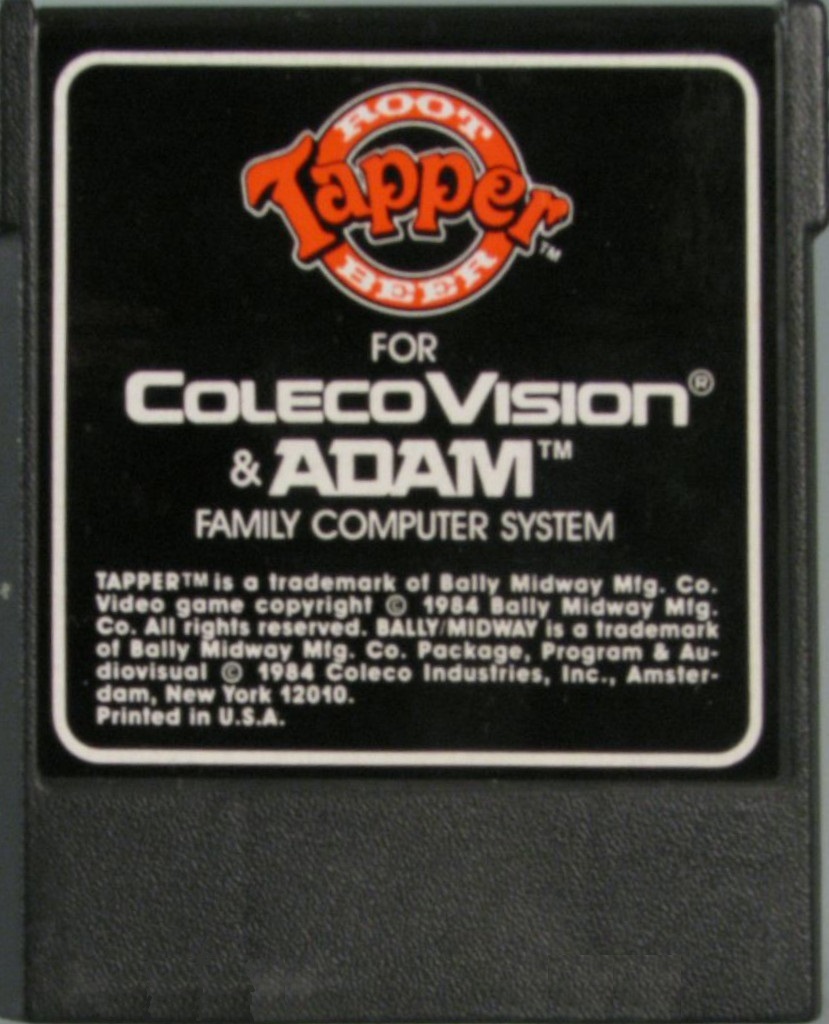 ROOT
Tapper™
BEER
FOR
COLECOVISION®
& ADAM™
FAMILY COMPUTER SYSTEM
TAPPER™ is a trademark of Bally Midway Mfg. Co.
Video game copyright © 1984 Bally Midway Mfg.
Co. All rights reserved. BALLY/MIDWAY is a trademark
of Bally Midway Mfg. Co. Package, Program & Au-
diovisual © 1984 Coleco Industries, Inc., Amster-
dam, New York 12010.
Printed in U.S.A.